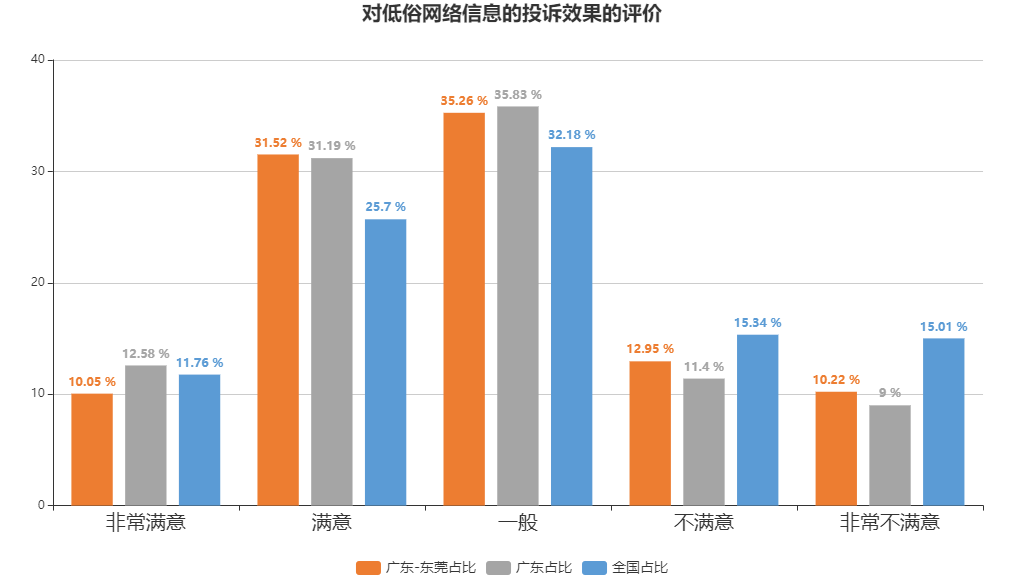 对低俗网络信息的投诉效果的评价
40
30
20
10
0
10.05 %
12.58 %
11.76 %
31.52 %
31.19 %
25.7 %
35.26 %
35.83 %
32.18 %
12.95 %
11.4 %
15.34 %
10.22 %
9 %
15.01 %
非常满意
满意
一般
不满意
非常不满意
广东-东莞占比
广东占比
全国占比